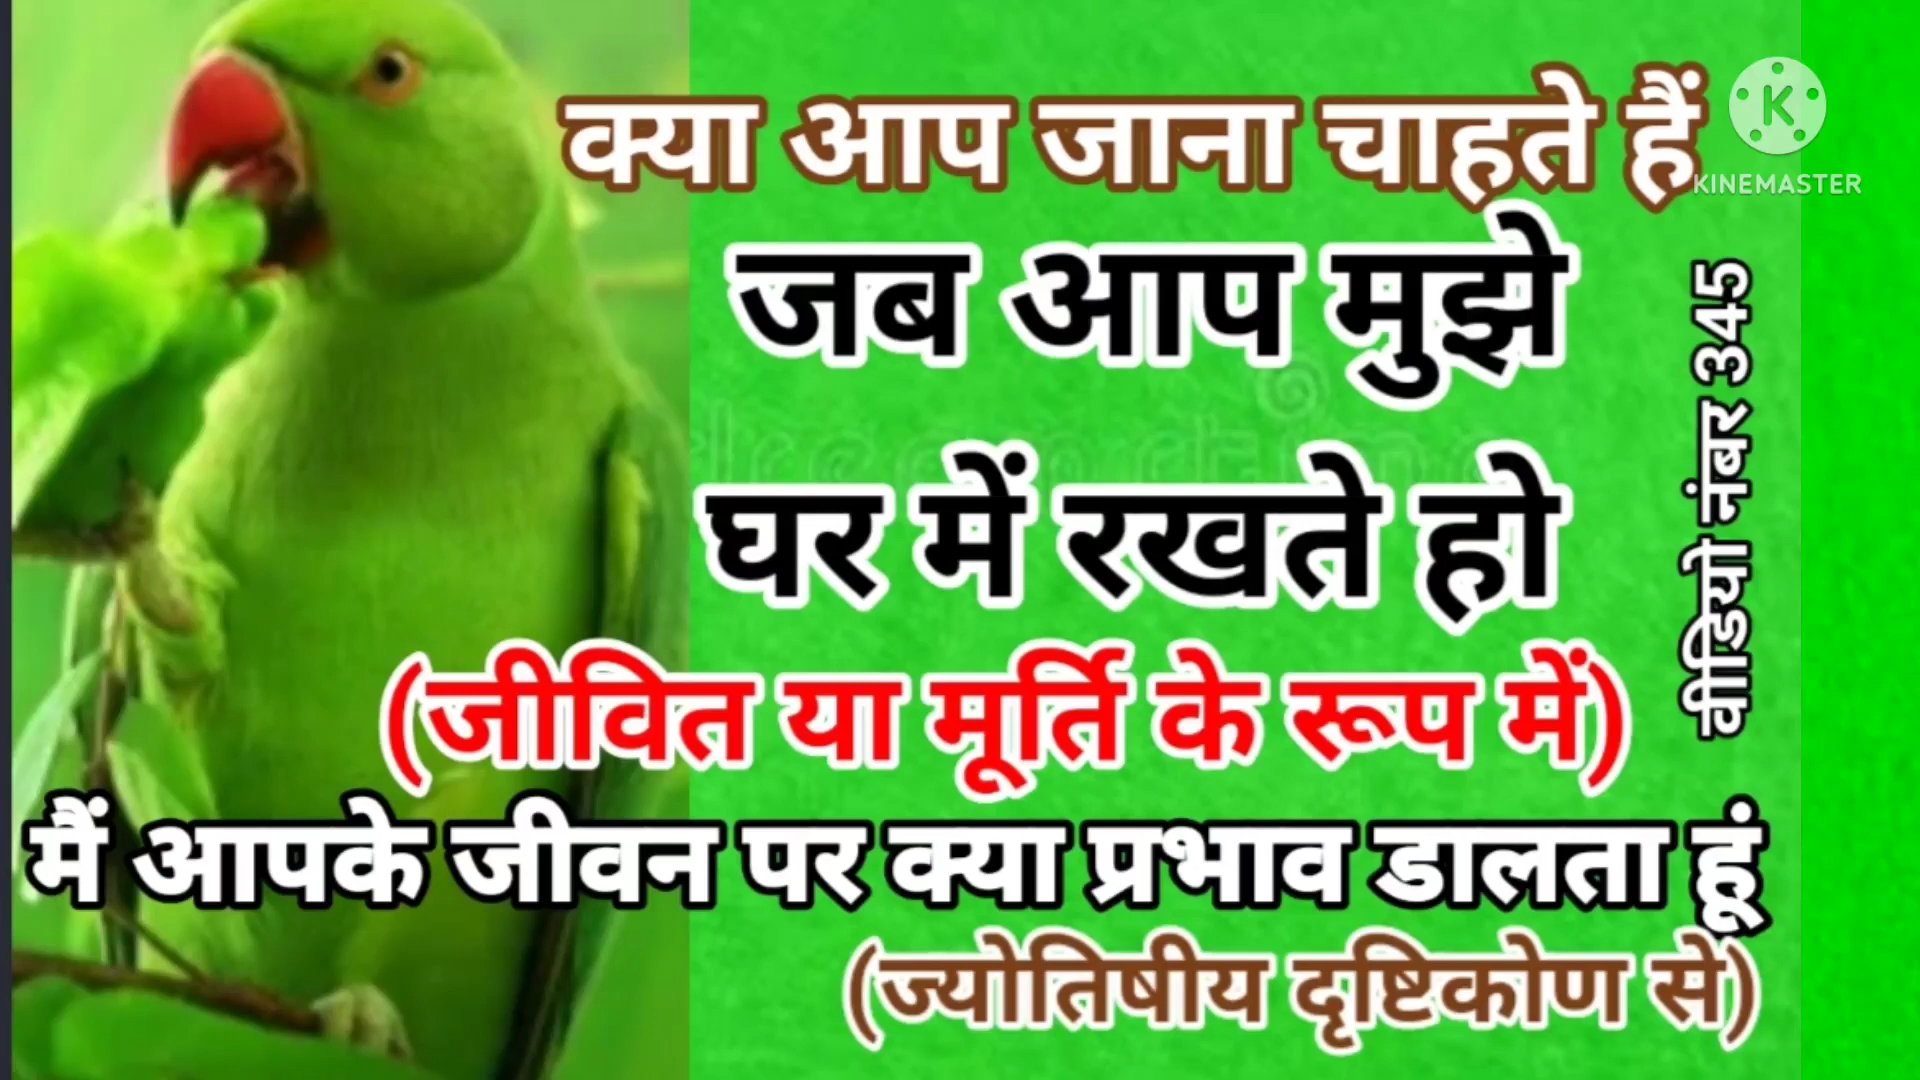 क्या आप जाना चाहते हैं
KINEMASTER
जब आप मुझे
घर में रखते हो
(जीवित या मूर्ति के रूप में)
मैं आपके जीवन पर क्या प्रभाव डालता हूं
(ज्योतिषीय दृष्टिकोण से)
वीडियो नंबर 345